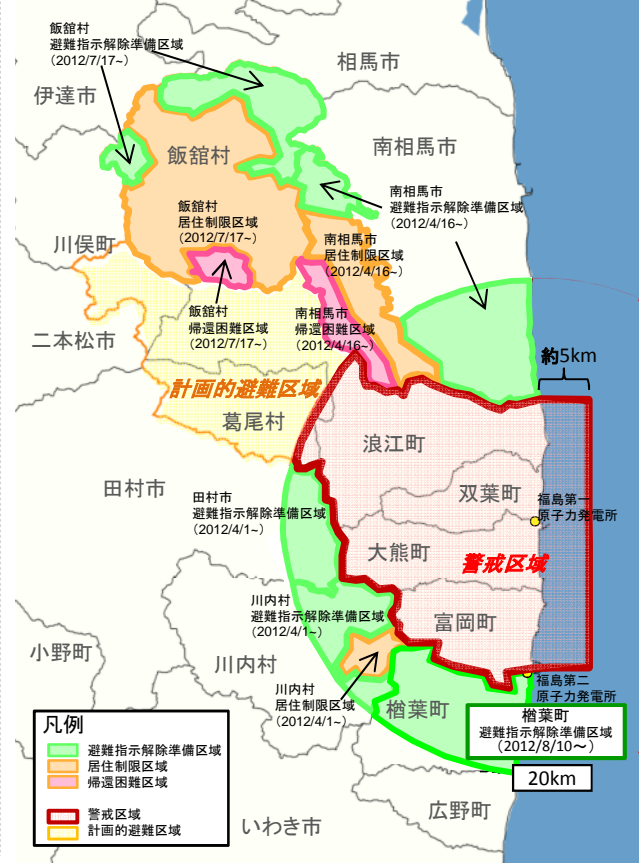 飯舘村
避難指示解除準備区域
（2012/7/17~）
相馬市
伊達市
飯舘村
南相馬市
南相馬市
避難指示解除準備区域
（2012/4/16~）
飯舘村
居住制限区域
（2012/7/17~）
川俣町
南相馬市
居住制限区域
（2012/4/16~）
飯舘村
帰還困難区域
（2012/7/17~）
南相馬市
帰還困難区域
（2012/4/16~）
二本松市
約5km
計画的避難区域
葛尾村
浪江町
田村市
双葉町
田村市
避難指示解除準備区域
（2012/4/1~）
福島第一
原子力発電所
大熊町
警戒区域
川内村
避難指示解除準備区域
（2012/4/1~）
富岡町
小野町
川内村
川内村
居住制限区域
（2012/4/1~）
福島第二
原子力発電所
楢葉町
楢葉町
避難指示解除準備区域
（2012/8/10～）
20km
広野町
いわき市
凡例
避難指示解除準備区域
居住制限区域
帰還困難区域
警戒区域
計画的避難区域